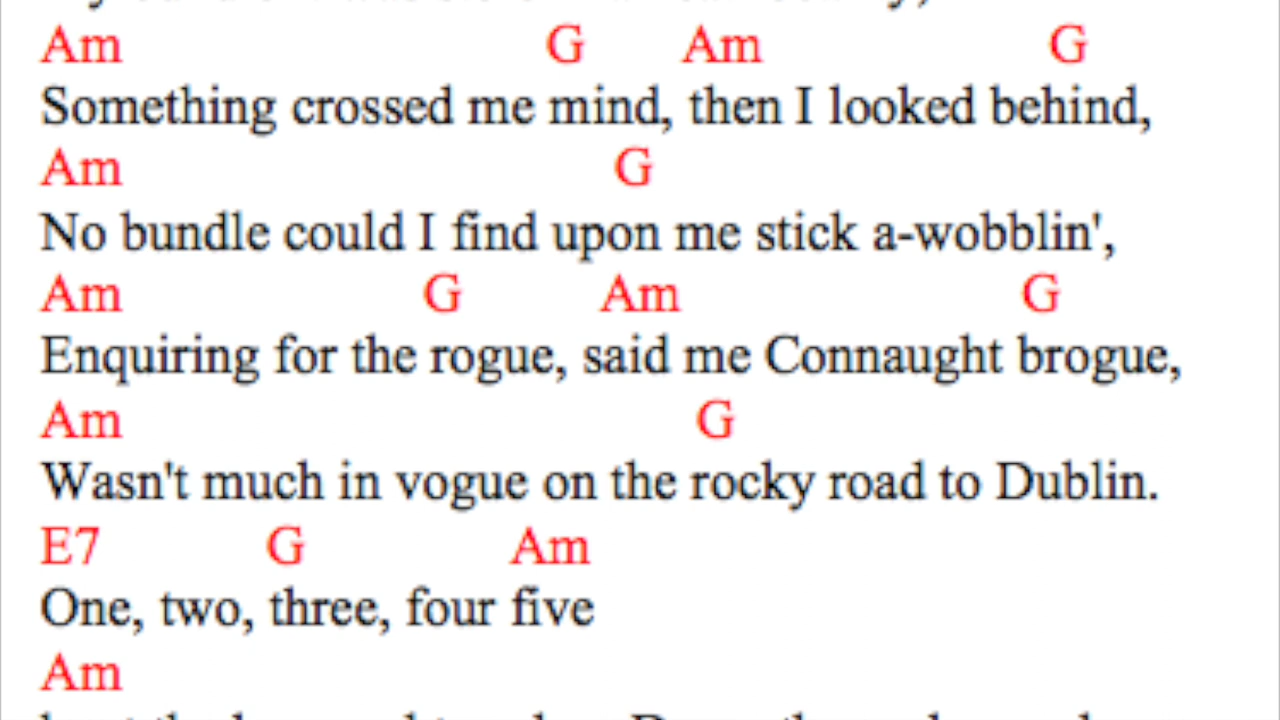 Am G Am G
Something crossed me mind, then I looked behind,
Am G
No bundle could I find upon me stick a-wobblin',
Am G Am G
Enquiring for the rogue, said me Connaught brogue,
Am G
Wasn't much in vogue on the rocky road to Dublin.
E7 G Am
One, two, three, four five
Am